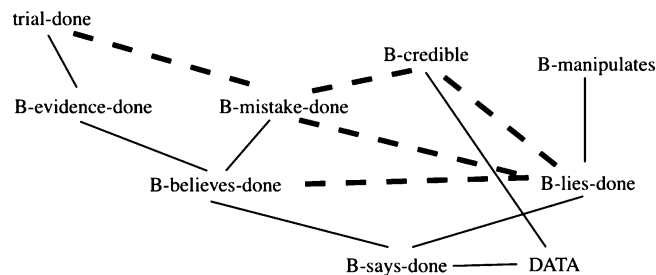 trial-done
B-credible
B-manipulates
B-evidence-done
B-mistake-done
B-believes-done
B-lies-done
B-says-done
DATA